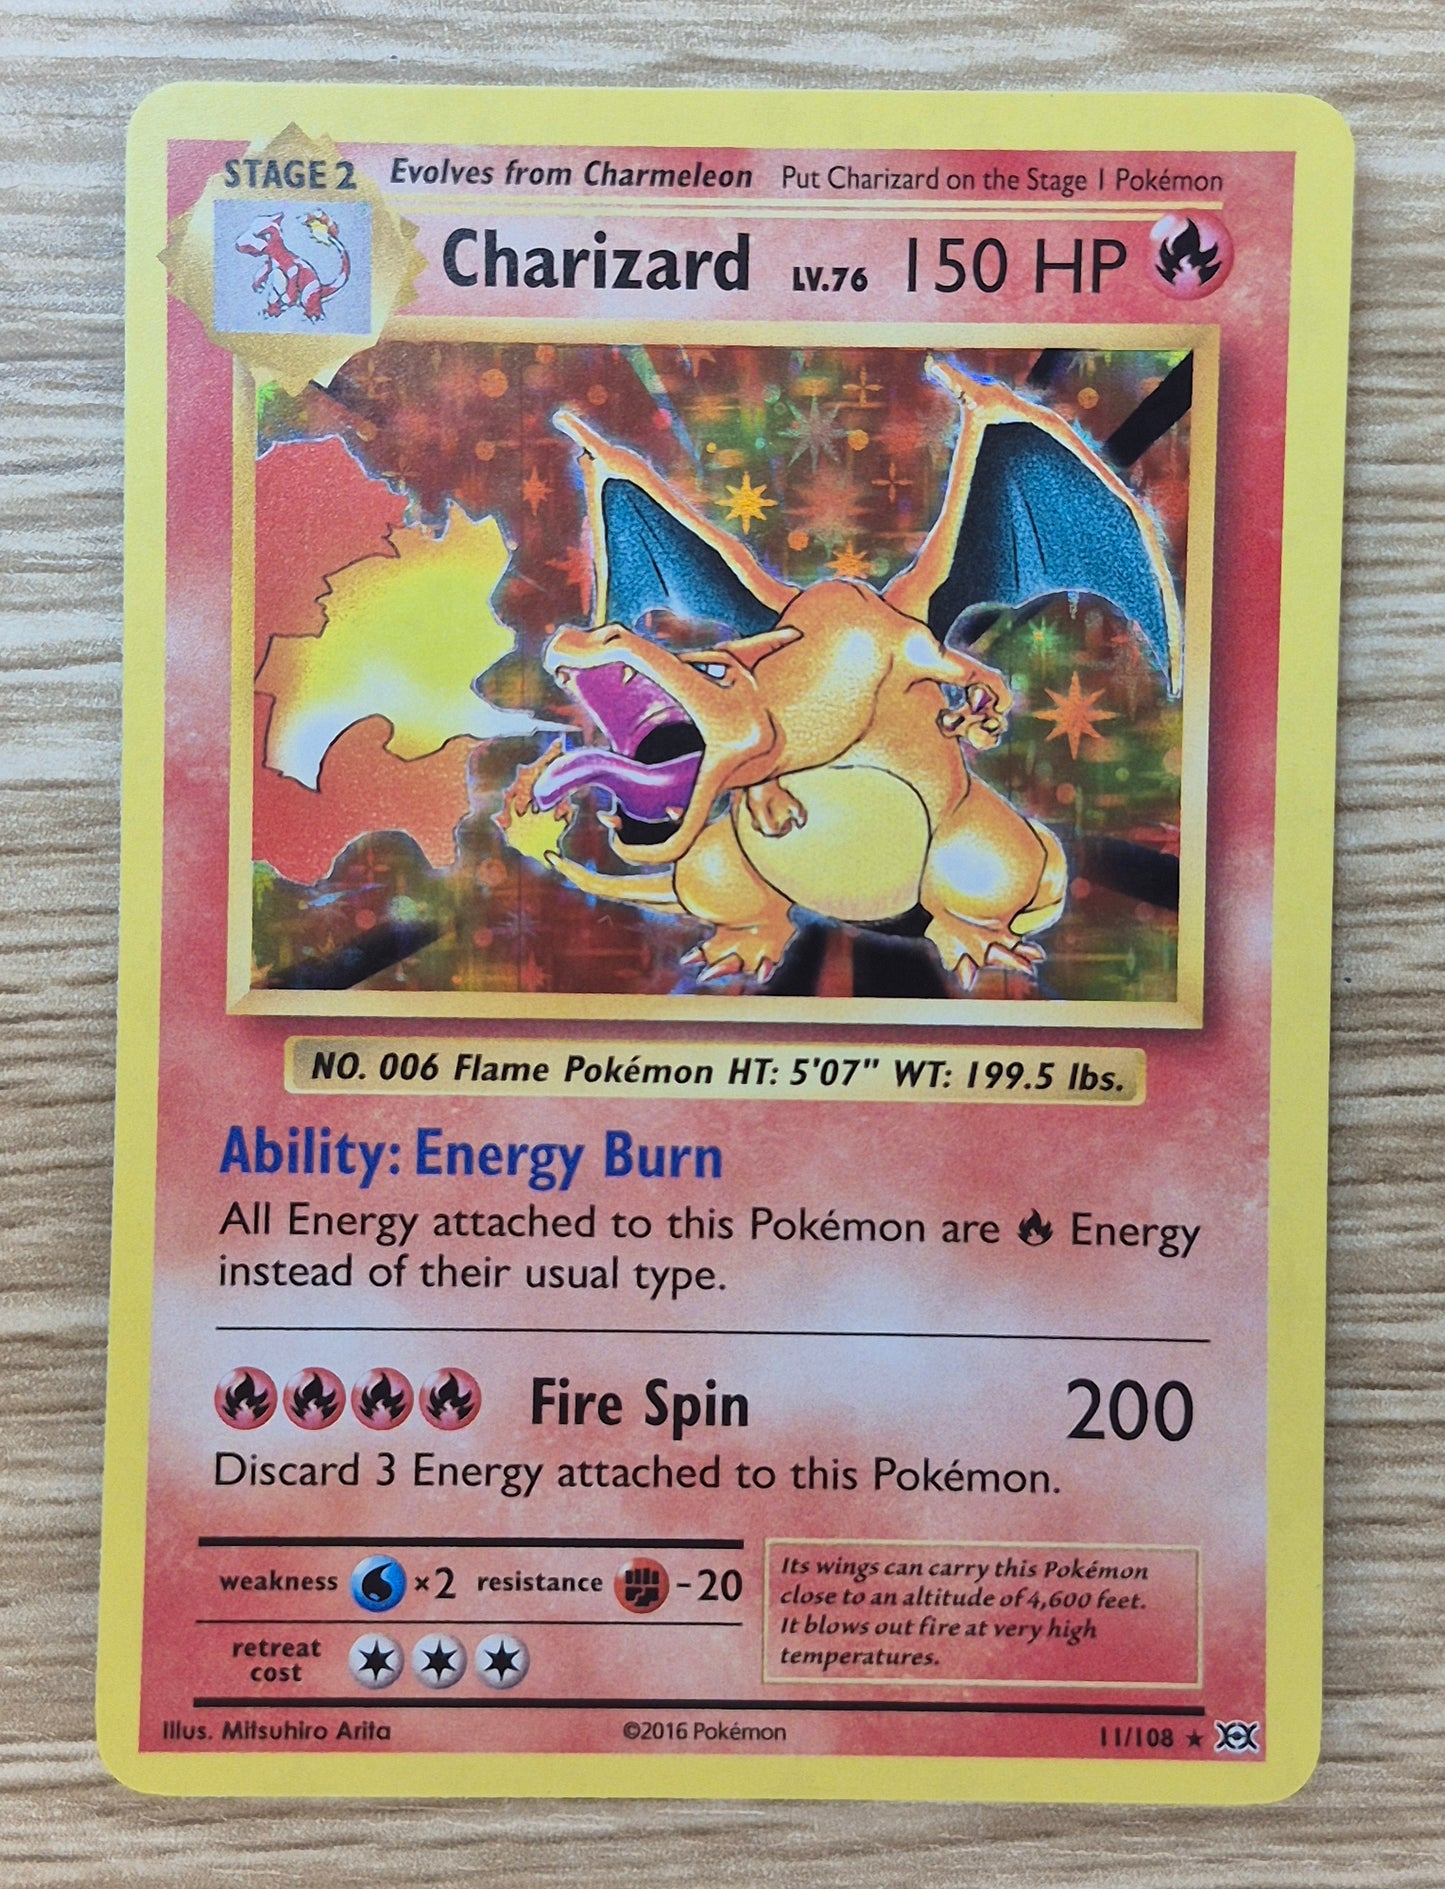 STAGE 2 Evolves from Charmeleon Put Charizard on the Stage 1 Pokémon
Charizard LV.76 150 HP
NO. 006 Flame Pokémon HT: 5'07" WT: 199.5 lbs.
Ability: Energy Burn
All Energy attached to this Pokémon are Energy
instead of their usual type.
Fire Spin 200
Discard 3 Energy attached to this Pokémon.
weakness ×2 resistance -20
retreat
cost
Its wings can carry this Pokémon
close to an altitude of 4,600 feet.
It blows out fire at very high
temperatures.
Illus. Mitsuhiro Arita ©2016 Pokémon 11/108 ★